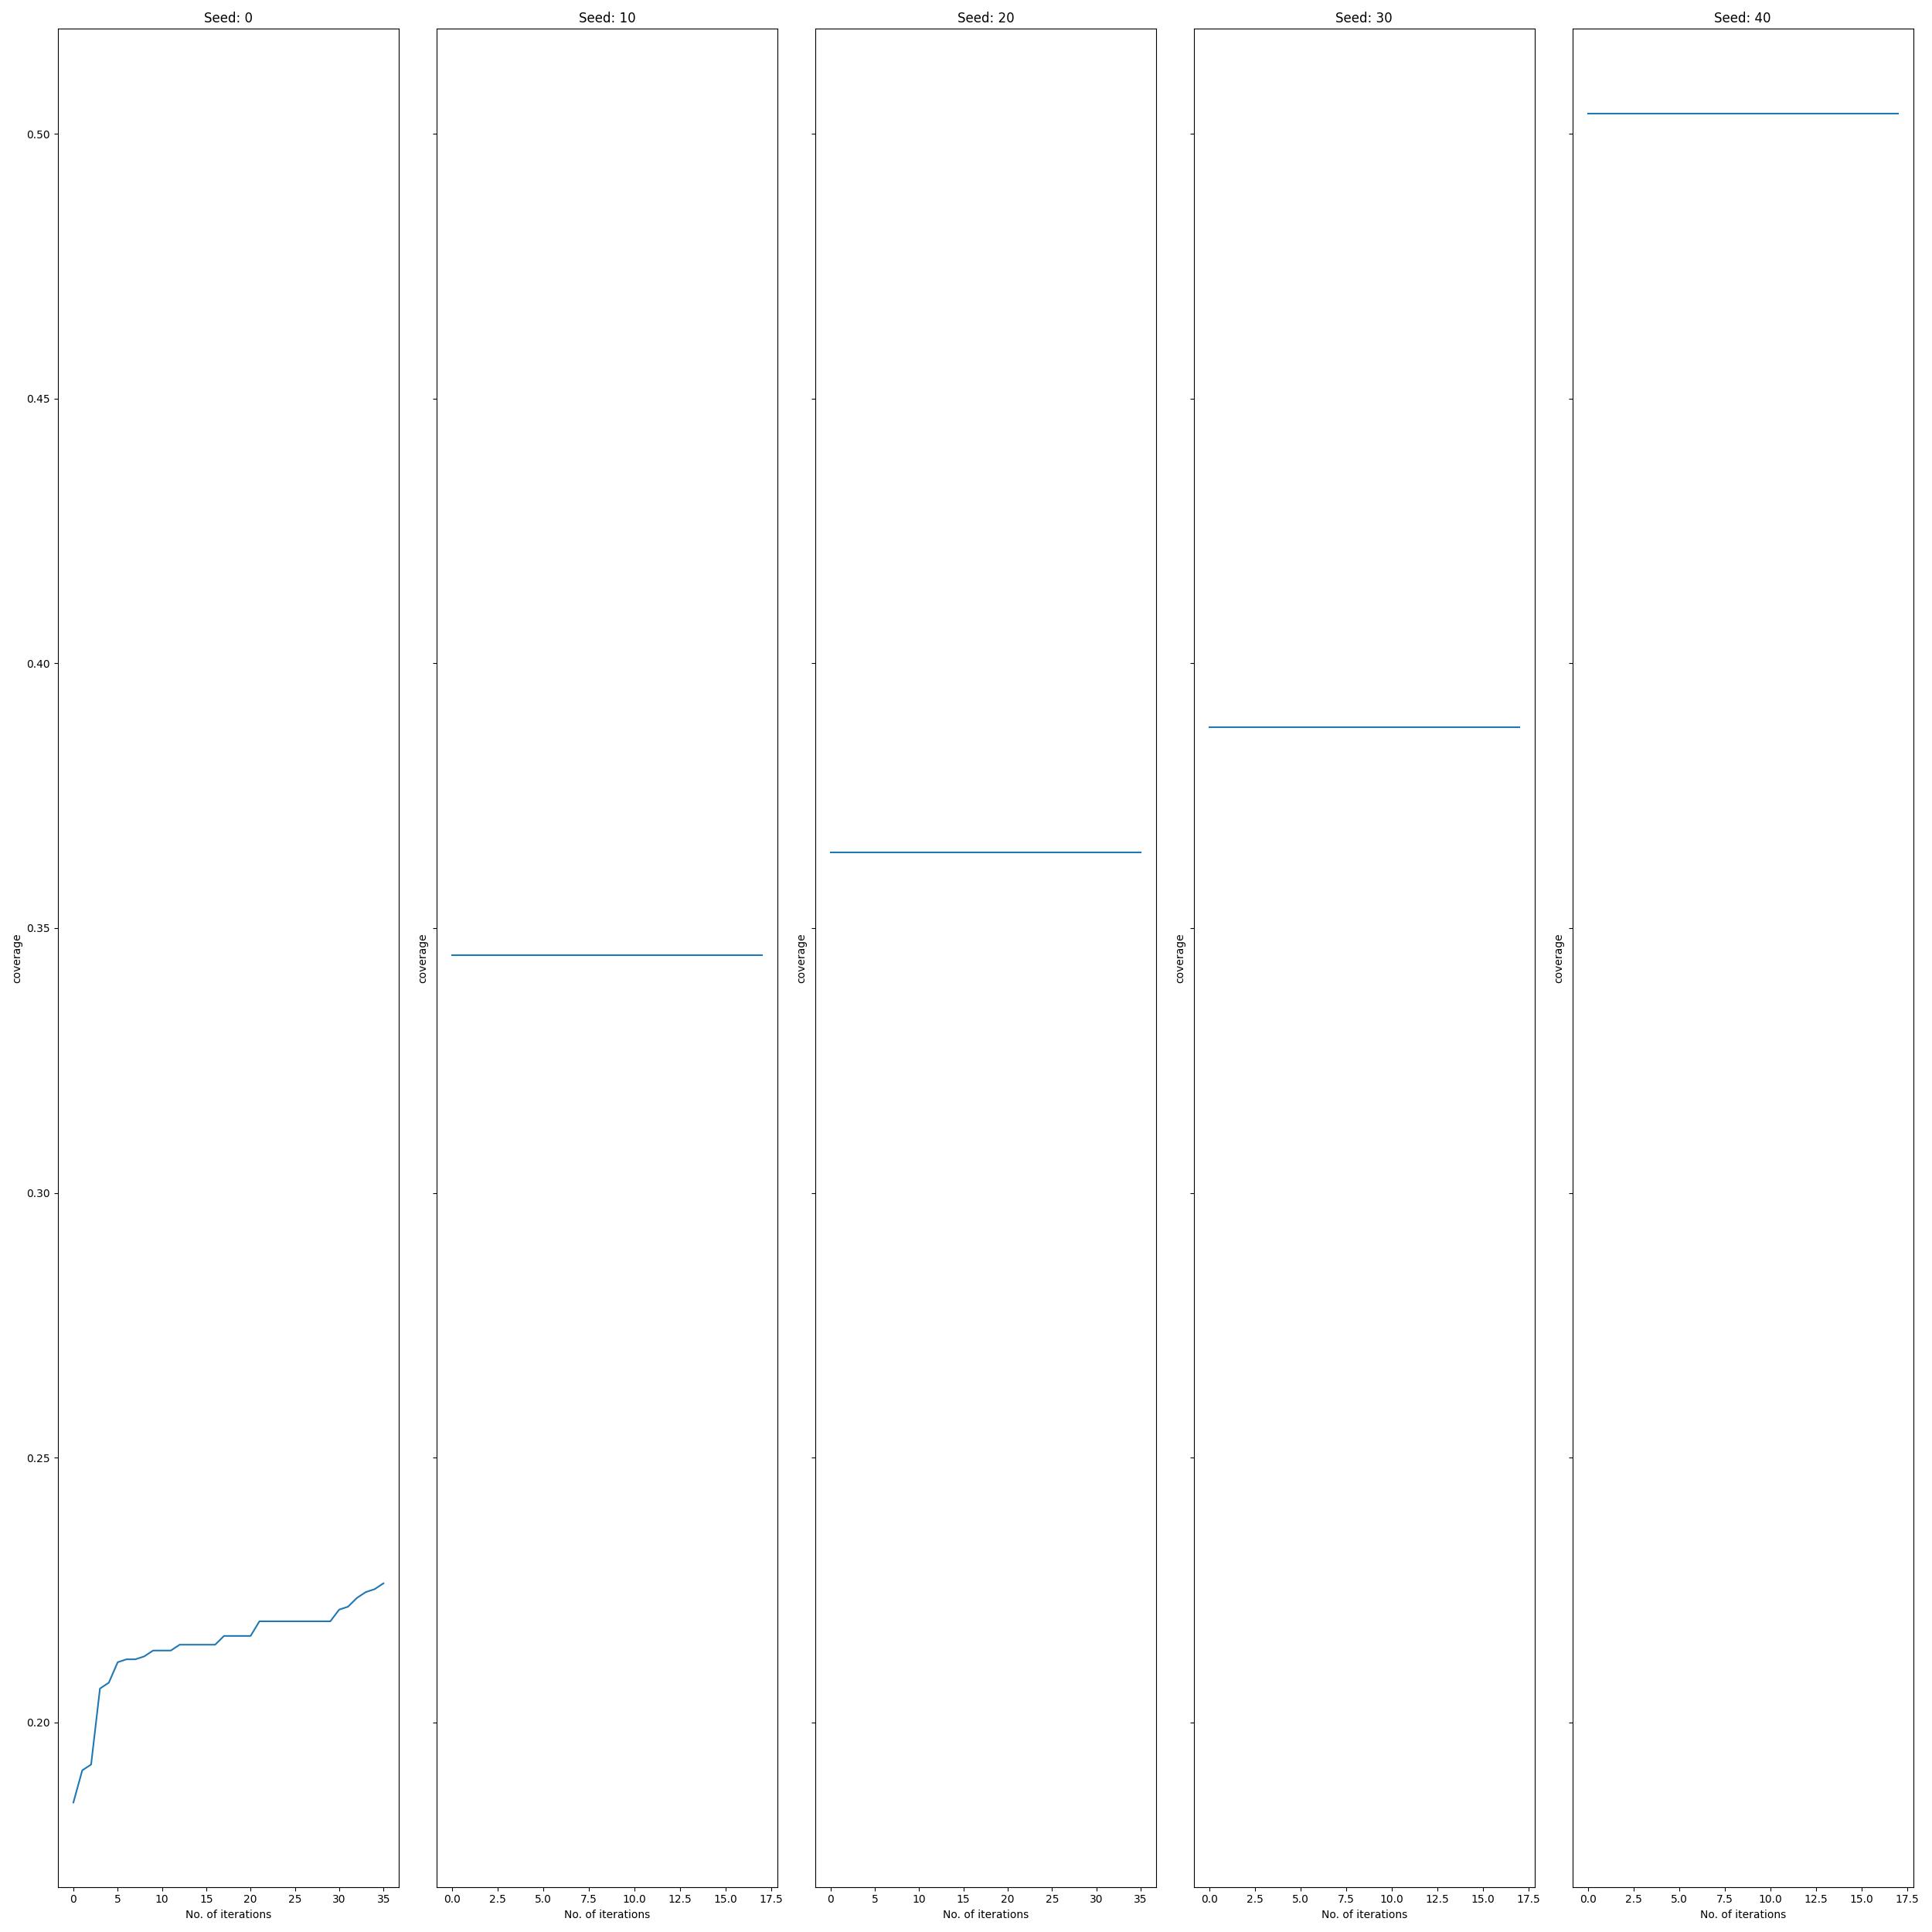 Seed: 0
Seed: 10
Seed: 20
Seed: 30
Seed: 40
0.50
0.45
0.40
0.35
0.30
0.25
0.20
coverage
coverage
coverage
coverage
coverage
0 5 10 15 20 25 30 35
0.0 2.5 5.0 7.5 10.0 12.5 15.0 17.5
0 5 10 15 20 25 30 35
0.0 2.5 5.0 7.5 10.0 12.5 15.0 17.5
0.0 2.5 5.0 7.5 10.0 12.5 15.0 17.5
No. of iterations
No. of iterations
No. of iterations
No. of iterations
No. of iterations